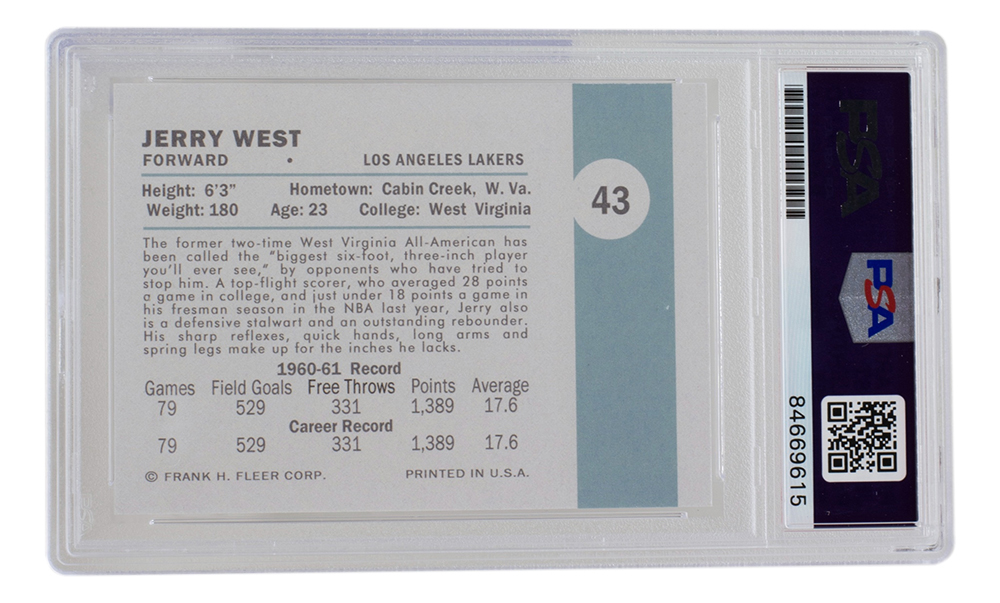 JERRY WEST
FORWARD • LOS ANGELES LAKERS
Height: 6'3" Hometown: Cabin Creek, W. Va.
Weight: 180 Age: 23 College: West Virginia
The former two-time West Virginia All-American has
been called the "biggest six-foot, three-inch player
you'll ever see," by opponents who have tried to
stop him. A top-flight scorer, who averaged 28 points
a game in college, and just under 18 points a game in
his fresman season in the NBA last year, Jerry also
is a defensive stalwart and an outstanding rebounder.
His sharp reflexes, quick hands, long arms and
spring legs make up for the inches he lacks.
1960-61 Record
Games Field Goals Free Throws Points Average
79 529 331 1,389 17.6
Career Record
79 529 331 1,389 17.6
© FRANK H. FLEER CORP. PRINTED IN U.S.A.
43
PSA
PSA
84669615